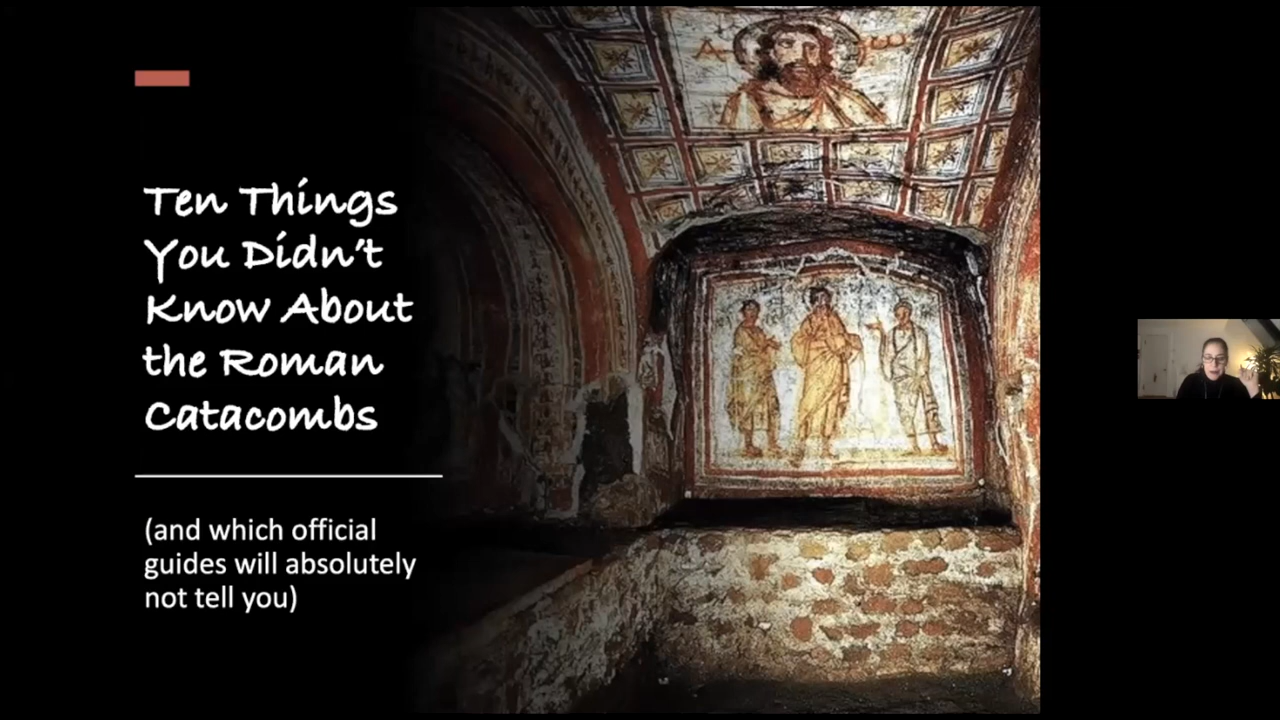 Ten Things
You Didn't
Know About
the Roman
Catacombs
(and which official
guides will absolutely
not tell you)
A ω